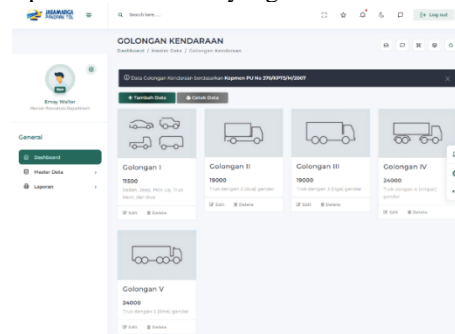 JASAMARGA
PANDAAN TOL
Search here...
Log out
GOLONGAN KENDARAAN
Dashboard / Master Data / Golongan Kendaraan
Data Golongan Kendaraan berdasarkan Kepmen PU No 370/KPTS/M/2007
+ Tambah Data
Cetak Data
Emay Walter
General
Dashboard
Master Data
Laporan
Golongan I
11500
Sedan, Jeep, Pick Up, Truk
Kecil, dan Bus
Edit Delete
Golongan II
19000
Truk dengan 2 (dua) gandar
Edit Delete
Golongan III
19000
Truk dengan 3 (tiga) gandar
Edit Delete
Golongan IV
24000
Truk dengan 4 (empat)
gandar
Edit Delete
Golongan V
24000
Truk dengan 5 (lima) gandar
Edit Delete